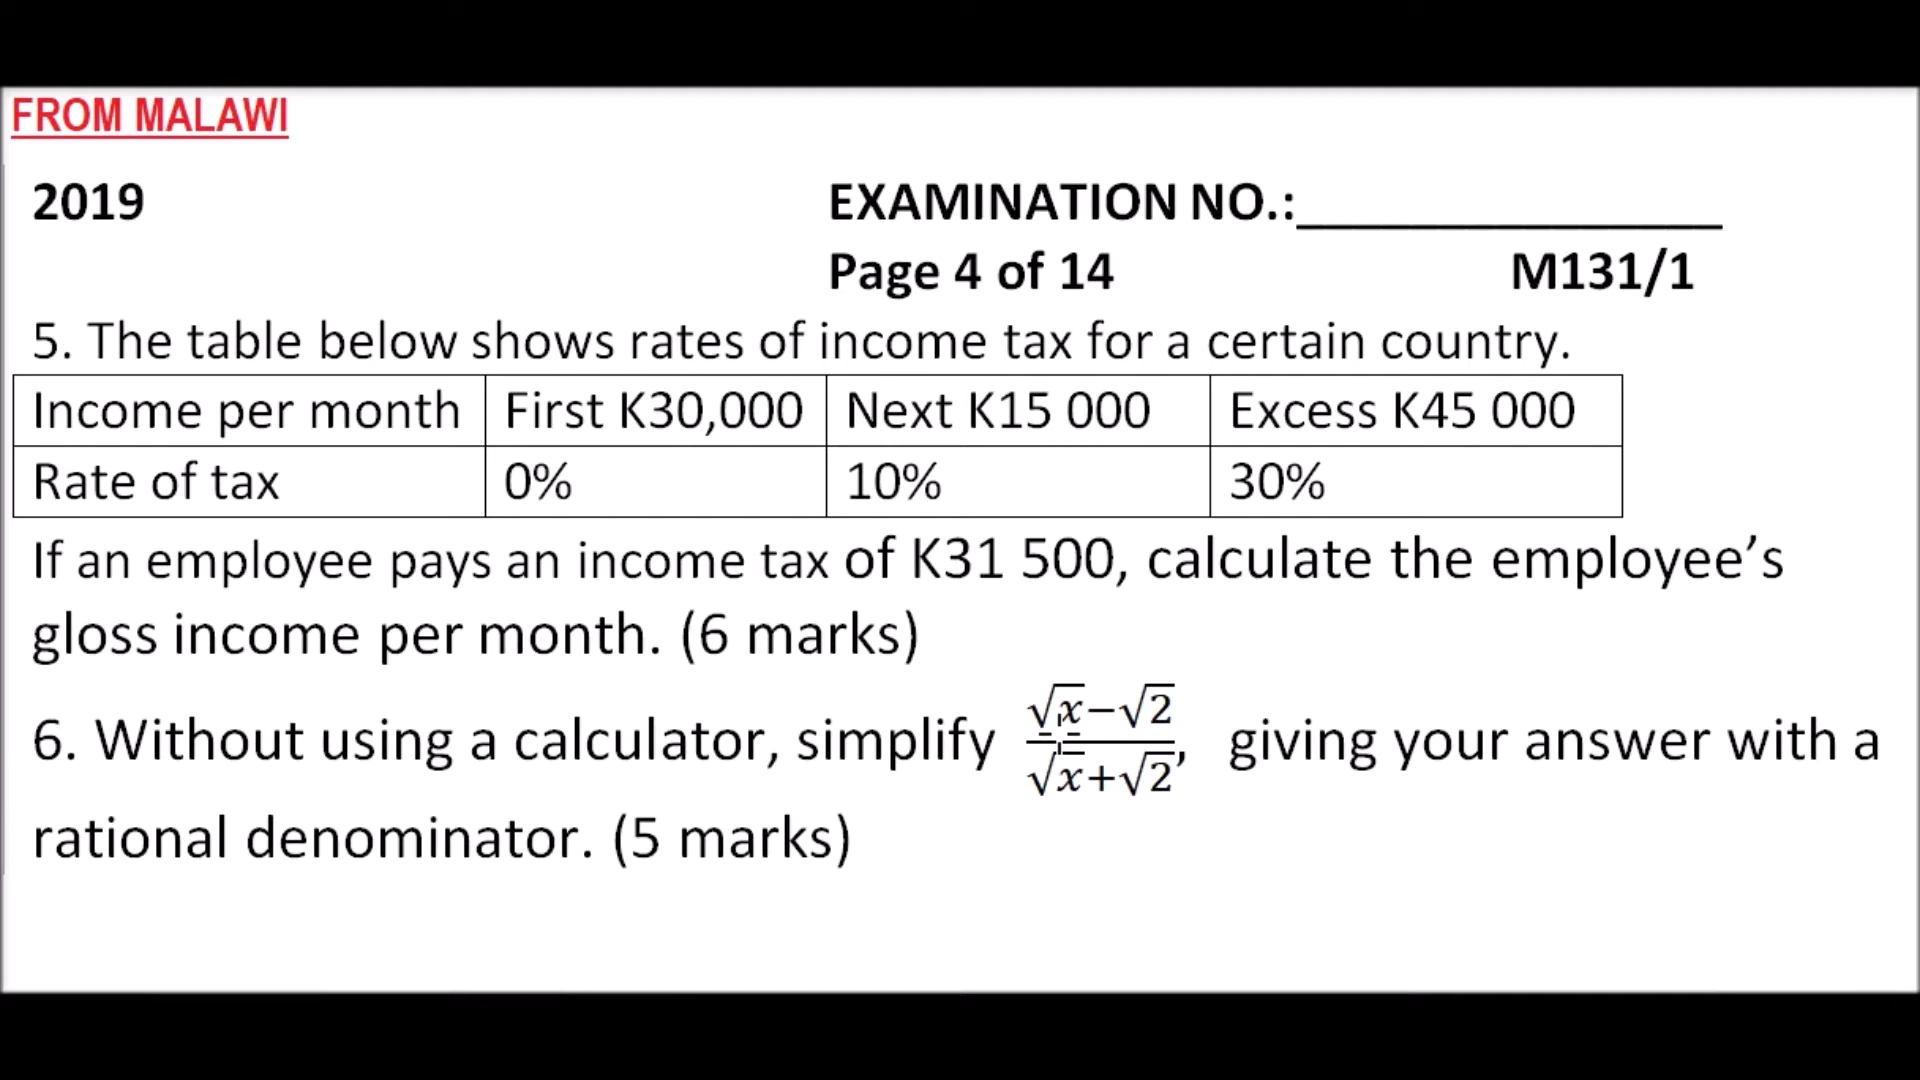 FROM MALAWI
2019 EXAMINATION NO.:
Page 4 of 14 M131/1
5. The table below shows rates of income tax for a certain country.
Income per month First K30,000 Next K15 000 Excess K45 000
Rate of tax 0% 10% 30%
If an employee pays an income tax of K31 500, calculate the employee’s
gloss income per month. (6 marks)
6. Without using a calculator, simplify (√x−√2)/(√x+√2), giving your answer with a
rational denominator. (5 marks)